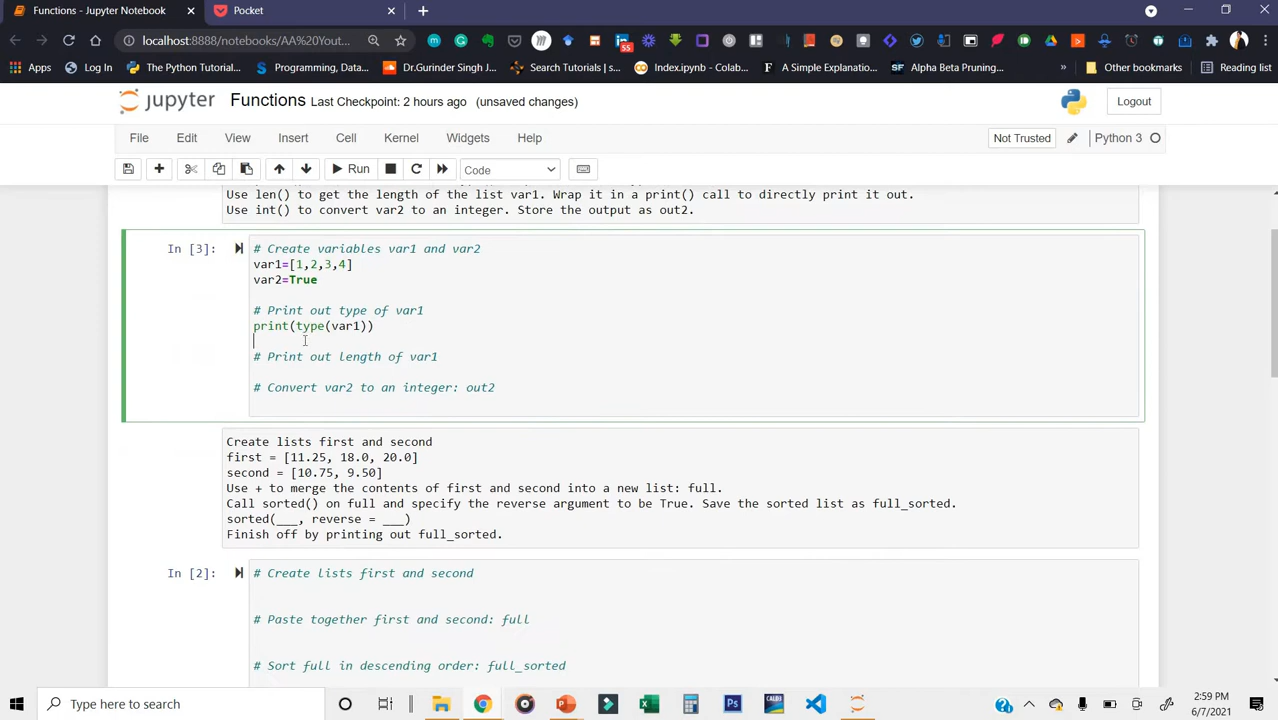 Functions - Jupyter Notebook
Pocket
localhost:8888/notebooks/AA%20Yout...
55
Apps
Log In
The Python Tutorial...
Programming, Data...
Dr.Gurinder Singh J...
Search Tutorials | S...
Index.ipynb - Colab...
A Simple Explanatio...
Alpha Beta Pruning...
Other bookmarks
Reading list
jupyter Functions Last Checkpoint: 2 hours ago (unsaved changes)
Logout
File Edit View Insert Cell Kernel Widgets Help
Not Trusted
Python 3
Run
Code
Use len() to get the length of the list var1. Wrap it in a print() call to directly print it out.
Use int() to convert var2 to an integer. Store the output as out2.
In [3]:
# Create variables var1 and var2
var1=[1,2,3,4]
var2=True
# Print out type of var1
print(type(var1))
# Print out length of var1
# Convert var2 to an integer: out2
Create lists first and second
first = [11.25, 18.0, 20.0]
second = [10.75, 9.50]
Use + to merge the contents of first and second into a new list: full.
Call sorted() on full and specify the reverse argument to be True. Save the sorted list as full_sorted.
sorted(___, reverse = ___)
Finish off by printing out full_sorted.
In [2]:
# Create lists first and second
# Paste together first and second: full
# Sort full in descending order: full_sorted
Type here to search
2:59 PM
6/7/2021